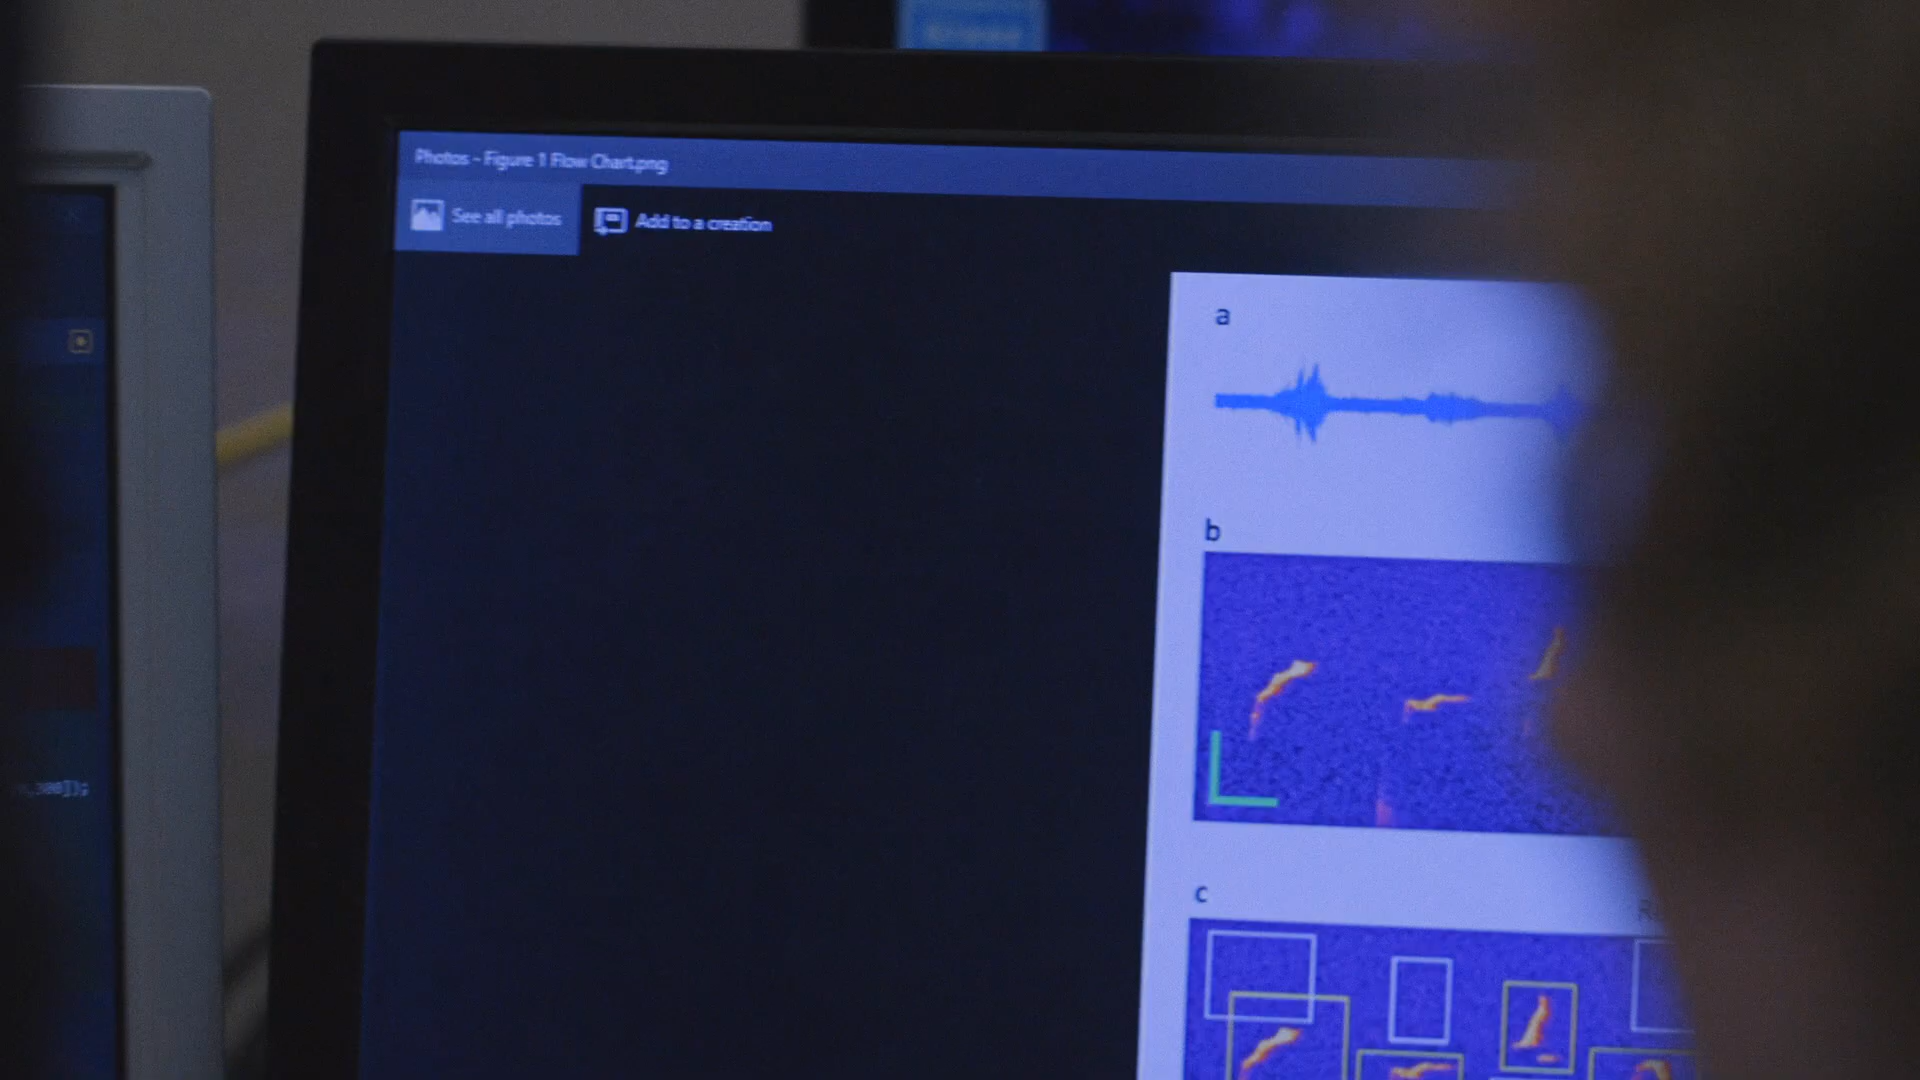 Photos - Figure 1 Flow Chart.png
See all photos
Add to a creation
a
b
c